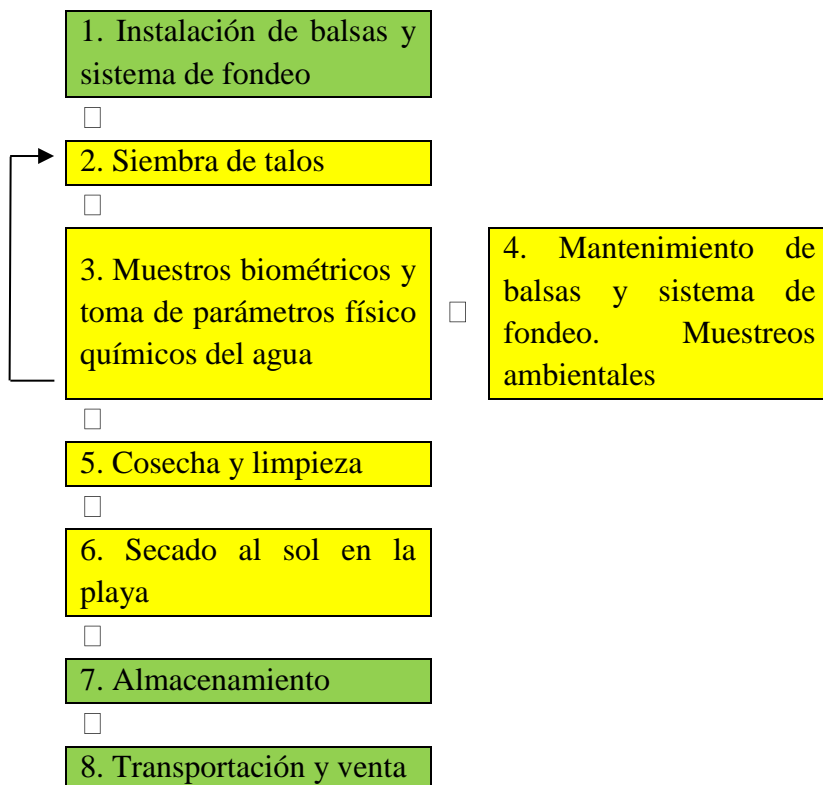 1. Instalación de balsas y
sistema de fondeo
2. Siembra de talos
3. Muestros biométricos y
toma de parámetros físico
químicos del agua
4. Mantenimiento de
balsas y sistema de
fondeo. Muestreos
ambientales
5. Cosecha y limpieza
6. Secado al sol en la
playa
7. Almacenamiento
8. Transportación y venta